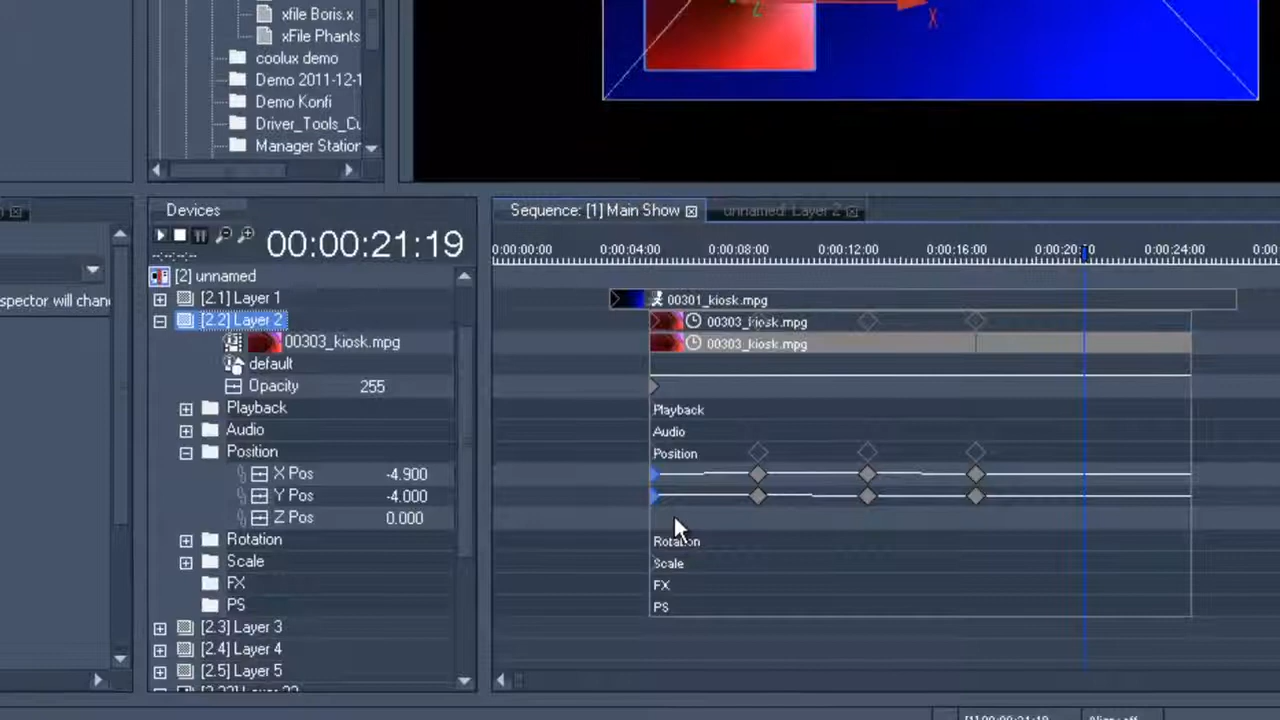 xfile Boris.x
xFile Phants
coolux demo
Demo 2011-12-1
Demo Konfi
Driver_Tools_Cu
Manager Station
Z
X
Devices
Sequence: [1] Main Show
unnamed: Layer 2
00:00:21:19
0:00:00:00 0:00:04:00 0:00:08:00 0:00:12:00 0:00:16:00 0:00:24:00
[2] unnamed
spector will chan
[2.1] Layer 1
00301_kiosk.mpg
[2.2] Layer 2
00303_kiosk.mpg
00303_kiosk.mpg
00303_kiosk.mpg
default
Opacity 255
Playback
Playback
Audio
Audio
Position
Position
X Pos -4.900
Y Pos -4.000
Z Pos 0.000
Rotation
Rotation
Scale
Scale
FX
FX
PS
PS
[2.3] Layer 3
[2.4] Layer 4
[2.5] Layer 5